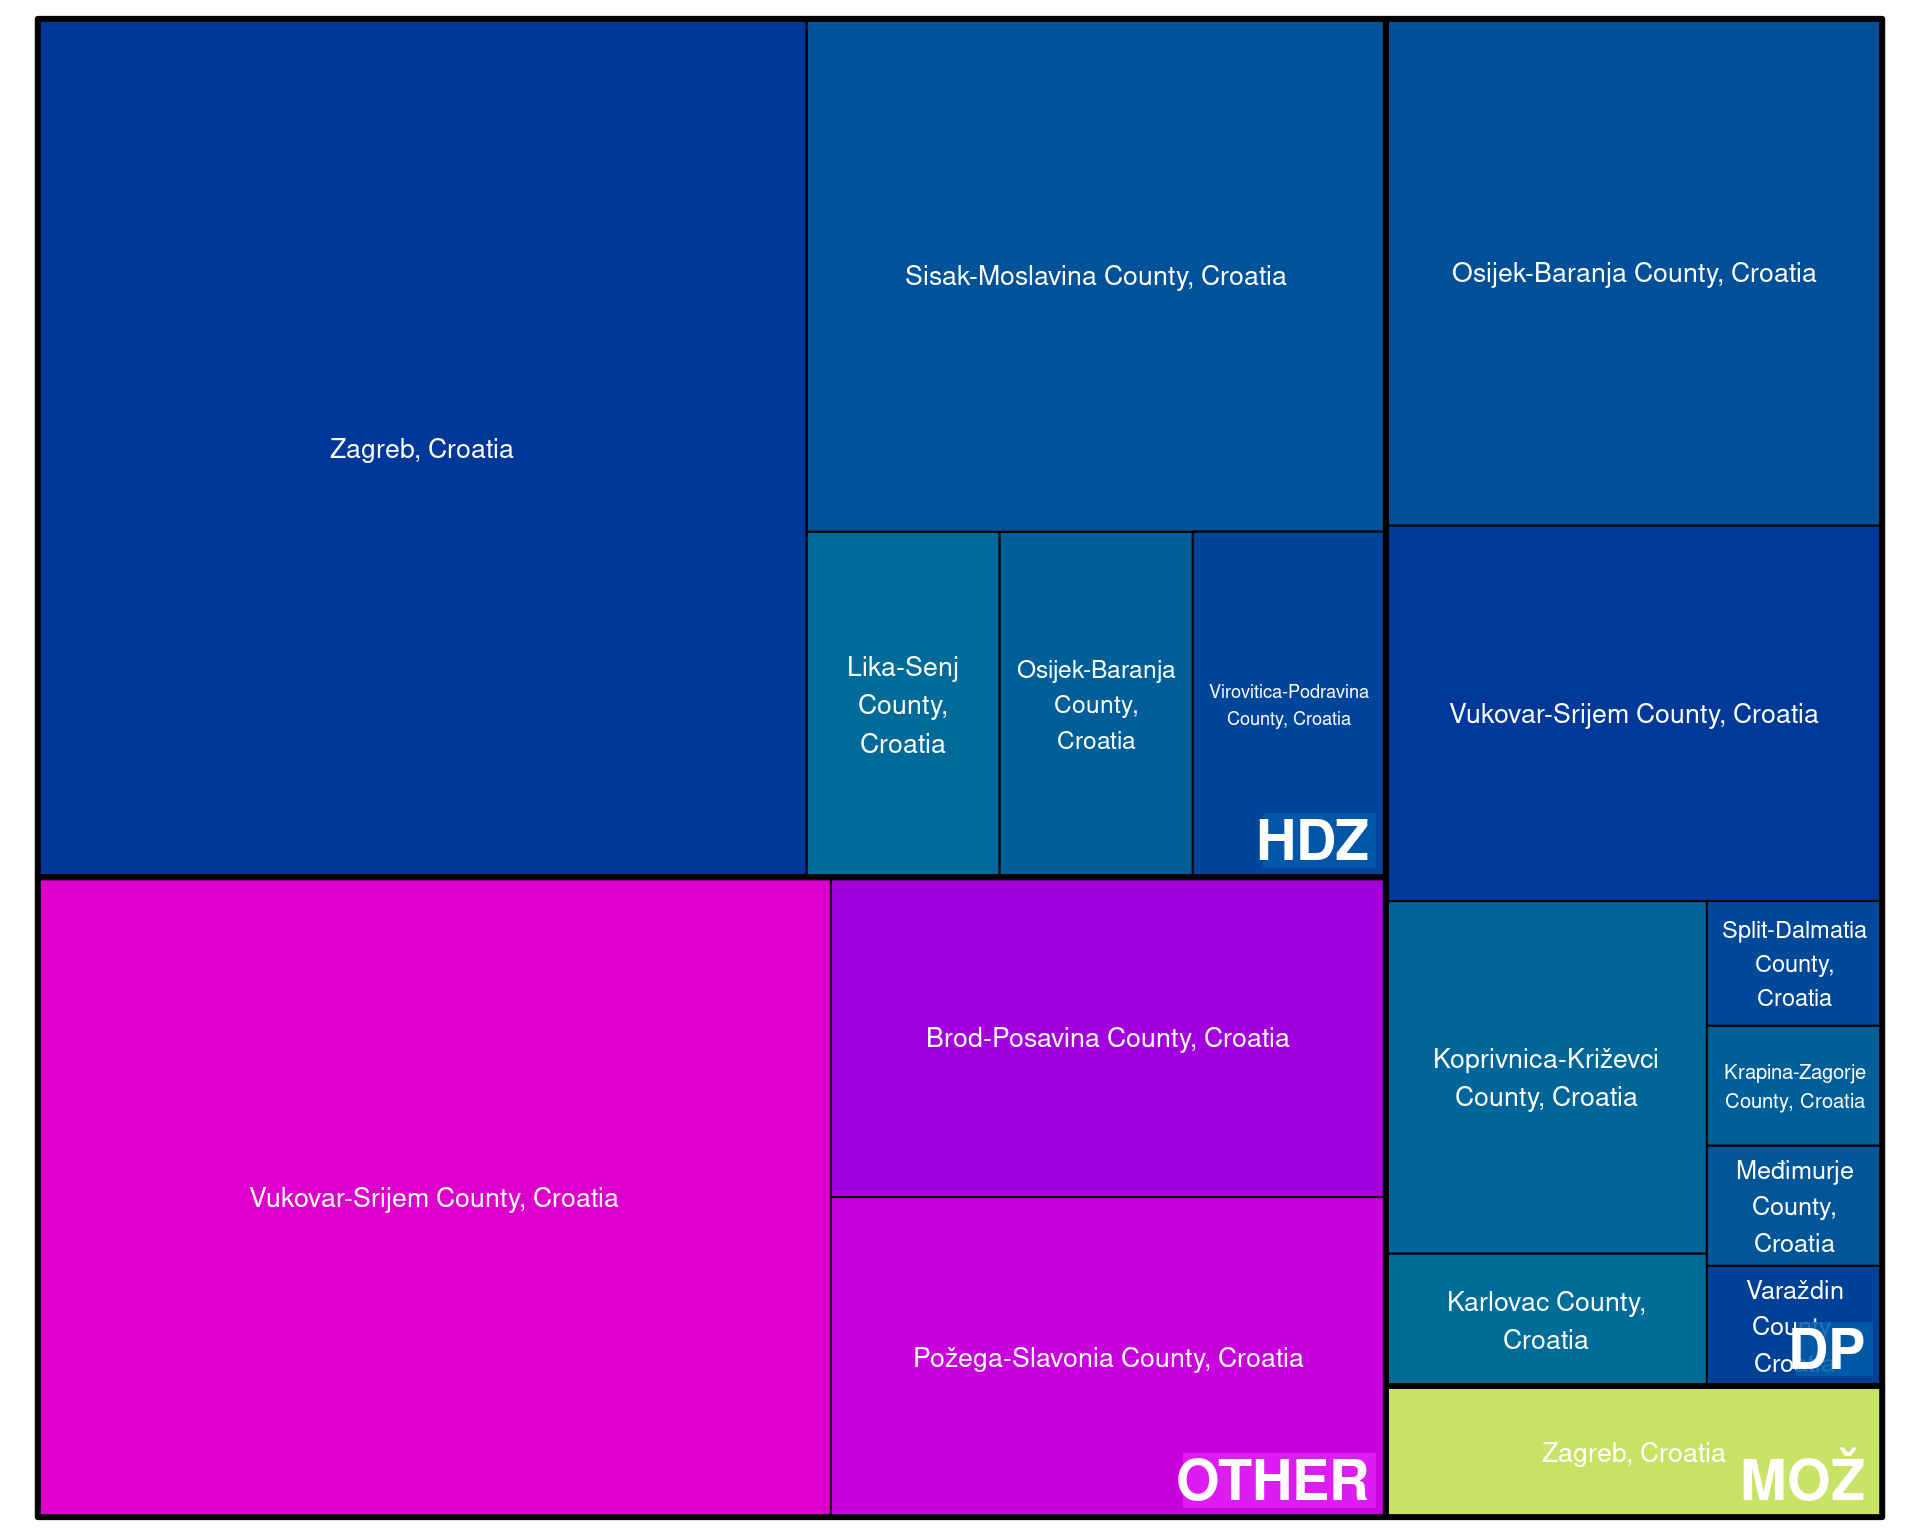 Zagreb, Croatia
Sisak-Moslavina County, Croatia
Lika-Senj
County,
Croatia
Osijek-Baranja
County,
Croatia
Virovitica-Podravina
County, Croatia
HDZ
Osijek-Baranja County, Croatia
Vukovar-Srijem County, Croatia
Koprivnica-Križevci
County, Croatia
Karlovac County,
Croatia
Split-Dalmatia
County,
Croatia
Krapina-Zagorje
County, Croatia
Međimurje
County,
Croatia
Varaždin
County,
Croatia
DP
Vukovar-Srijem County, Croatia
Brod-Posavina County, Croatia
Požega-Slavonia County, Croatia
OTHER
Zagreb, Croatia
MOŽ